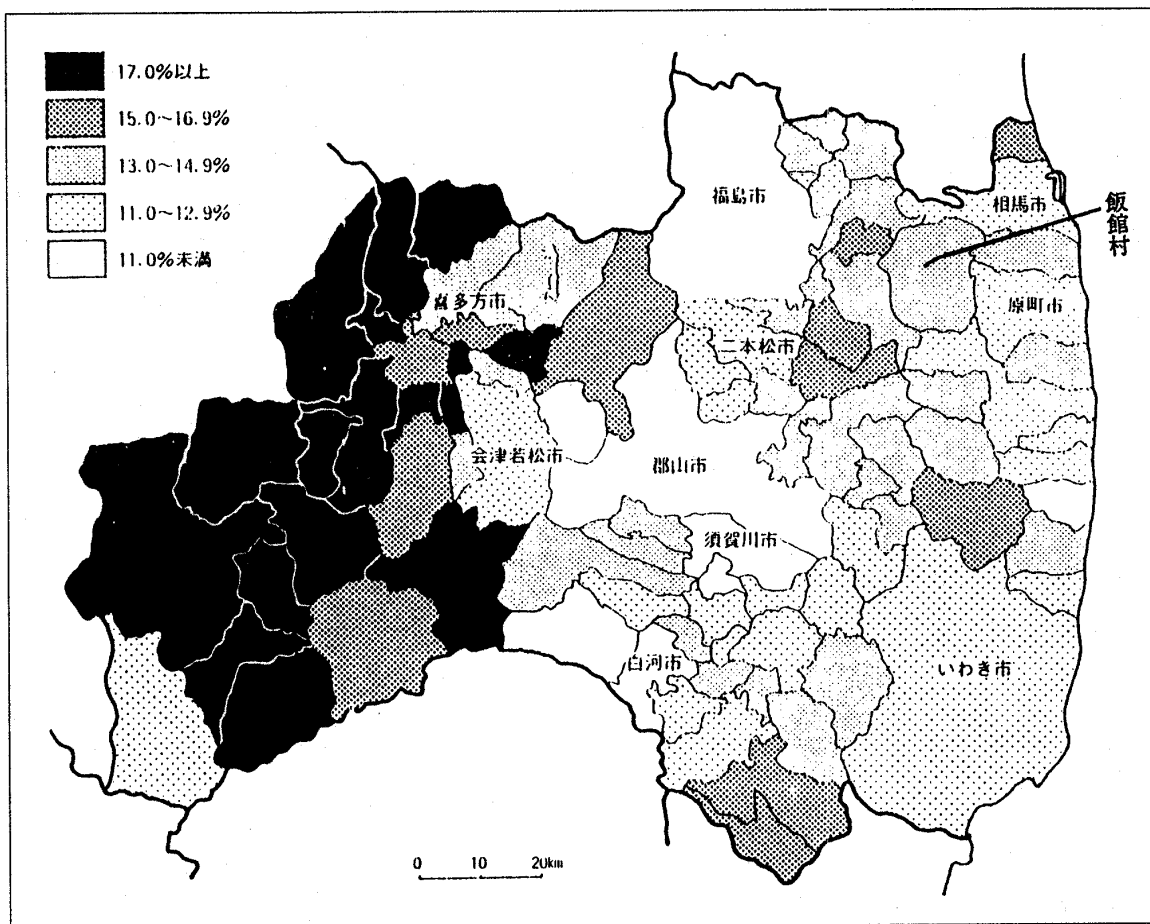 17.0%以上
15.0~16.9%
13.0~14.9%
11.0~12.9%
11.0%未満
福島市
相馬市
飯館村
喜多方市
原町市
二本松市
会津若松市
郡山市
須賀川市
白河市
いわき市
0 10 20km